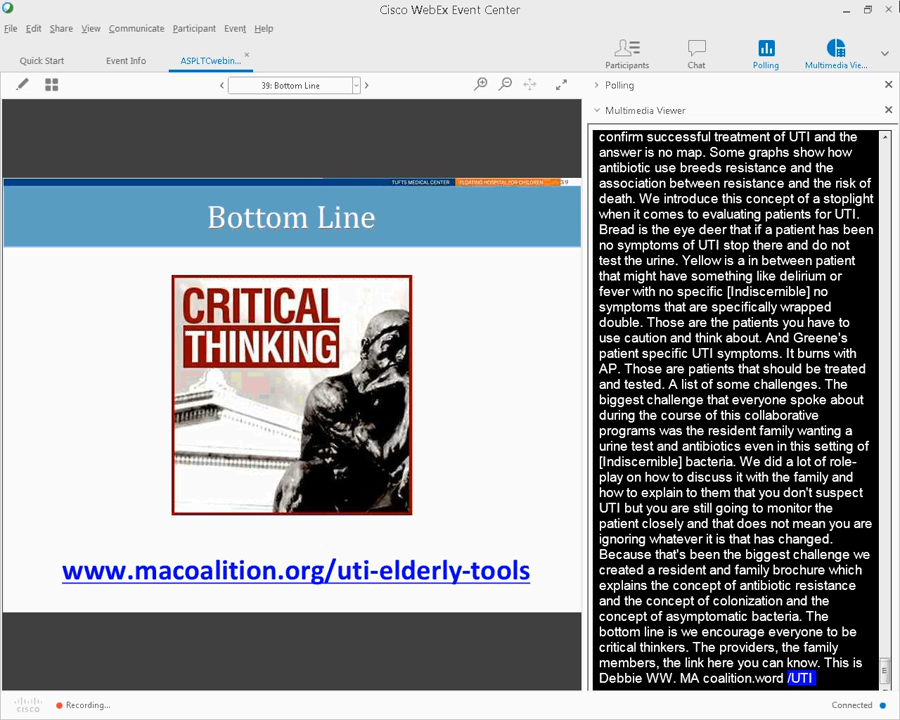 Cisco WebEx Event Center
File Edit Share View Communicate Participant Event Help
Quick Start Event Info ASPLTCwebin...
Participants Chat Polling Multimedia Vie...
39: Bottom Line
Polling
Multimedia Viewer
TUFTS MEDICAL CENTER FLOATING HOSPITAL FOR CHILDREN 39
Bottom Line
CRITICAL
THINKING
www.macoalition.org/uti-elderly-tools
confirm successful treatment of UTI and the
answer is no map. Some graphs show how
antibiotic use breeds resistance and the
association between resistance and the risk of
death. We introduce this concept of a stoplight
when it comes to evaluating patients for UTI.
Bread is the eye deer that if a patient has been
no symptoms of UTI stop there and do not
test the urine. Yellow is a in between patient
that might have something like delirium or
fever with no specific [Indiscernible] no
symptoms that are specifically wrapped
double. Those are the patients you have to
use caution and think about. And Greene's
patient specific UTI symptoms. It burns with
AP. Those are patients that should be treated
and tested. A list of some challenges. The
biggest challenge that everyone spoke about
during the course of this collaborative
programs was the resident family wanting a
urine test and antibiotics even in this setting of
[Indiscernible] bacteria. We did a lot of role-
play on how to discuss it with the family and
how to explain to them that you don't suspect
UTI but you are still going to monitor the
patient closely and that does not mean you are
ignoring whatever it is that has changed.
Because that's been the biggest challenge we
created a resident and family brochure which
explains the concept of antibiotic resistance
and the concept of colonization and the
concept of asymptomatic bacteria. The
bottom line is we encourage everyone to be
critical thinkers. The providers, the family
members, the link here you can know. This is
Debbie WW. MA coalition.word /UTI
cisco Recording... Connected